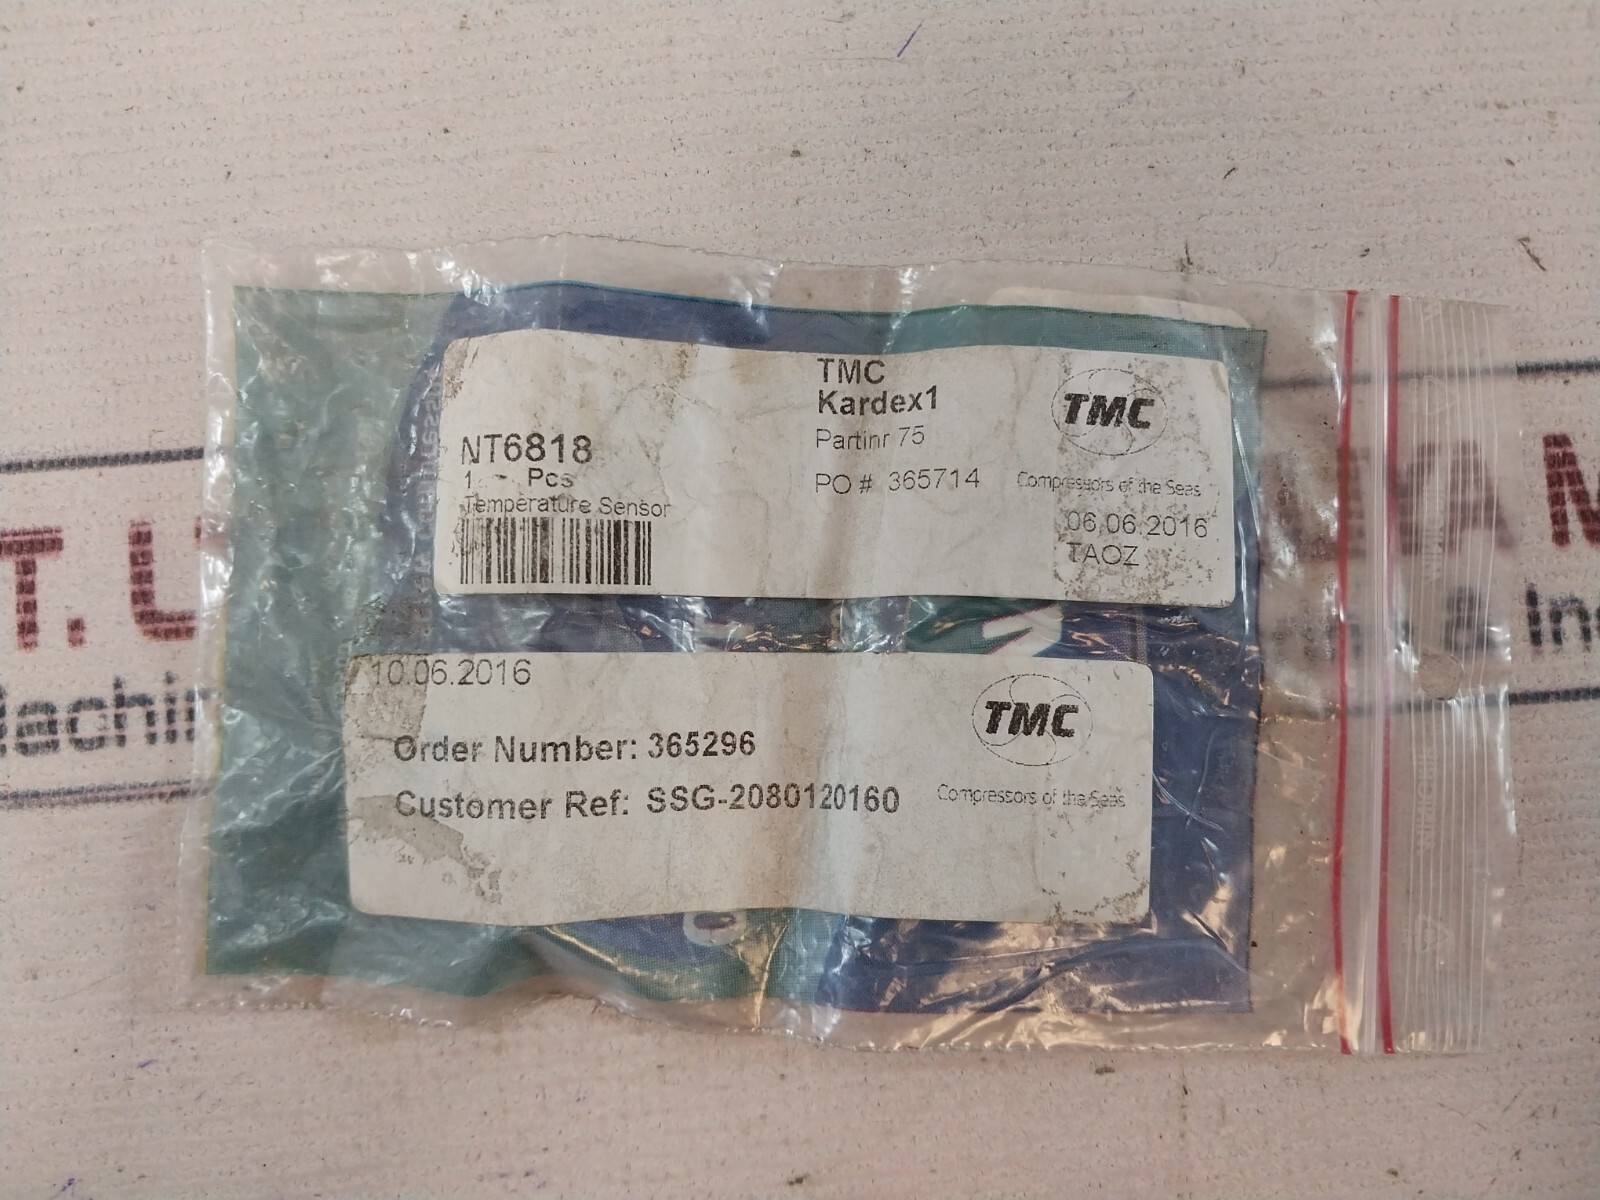 TMC
Kardex1
Partinr 75
PO # 365714
NT6818
1 - Pcs
Temperature Sensor
TMC
Compressors of the Seas
06.06.2016
TAOZ
10.06.2016
Order Number: 365296
Customer Ref: SSG-2080120160
TMC
Compressors of the Seas
T.U
& In